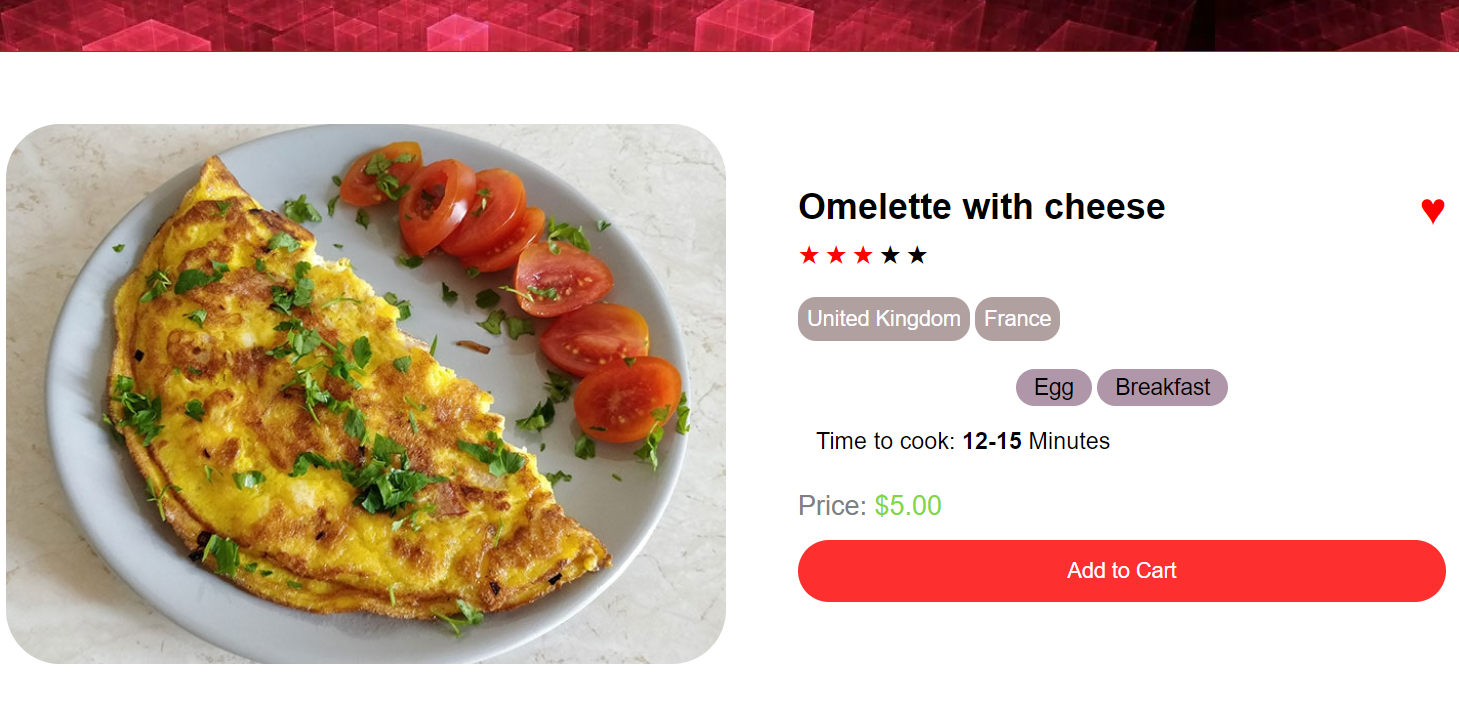 Omelette with cheese
United Kingdom France
Egg Breakfast
Time to cook: 12-15 Minutes
Price: $5.00
Add to Cart